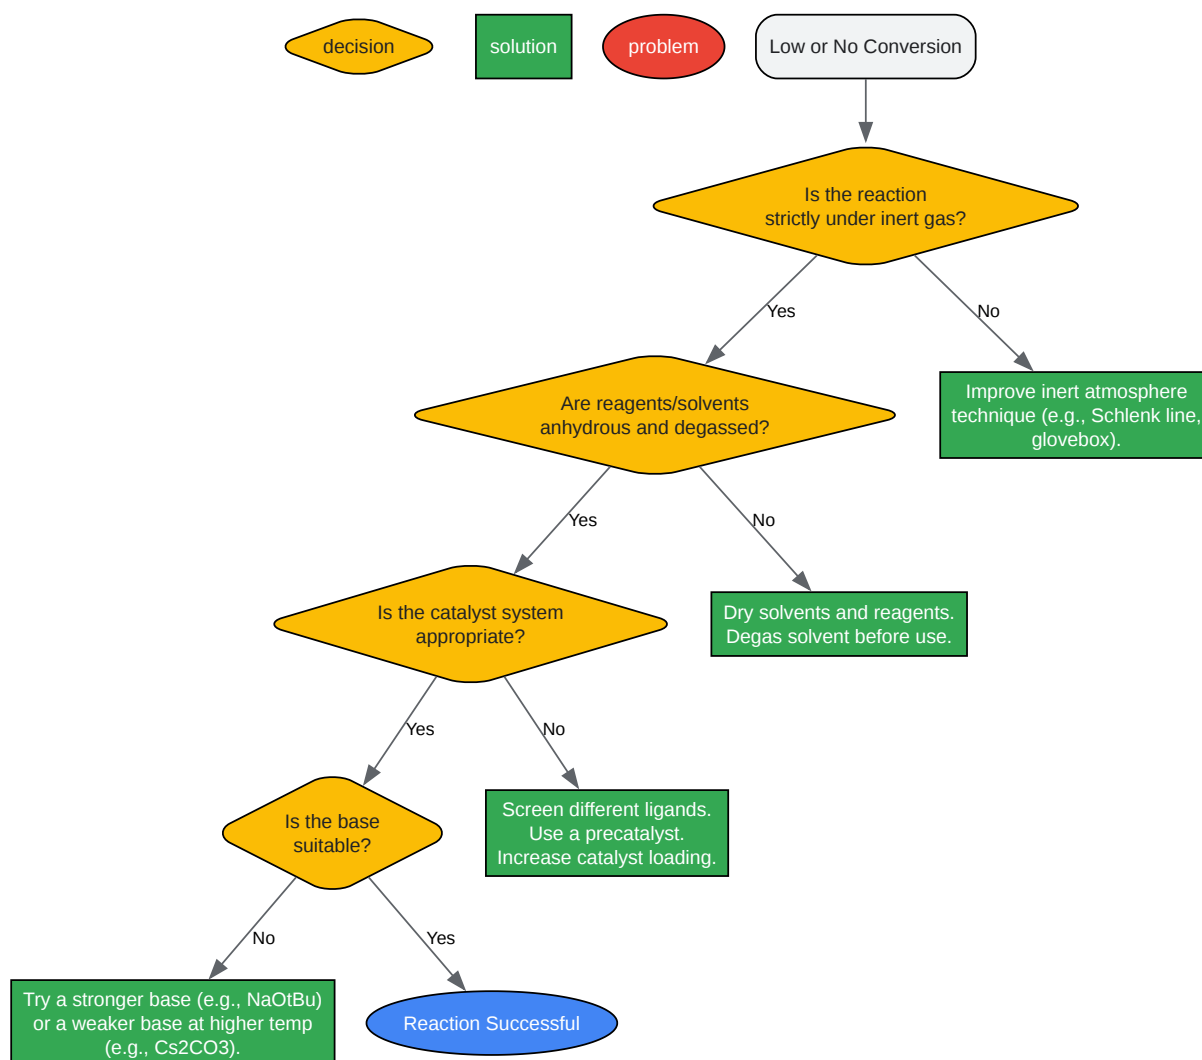 decision
solution
problem
Low or No Conversion
Is the reaction
strictly under inert gas?
Yes
No
Are reagents/solvents
anhydrous and degassed?
Improve inert atmosphere
technique (e.g., Schlenk line,
glovebox).
Yes
No
Is the catalyst system
appropriate?
Dry solvents and reagents.
Degas solvent before use.
Yes
No
Is the base
suitable?
Screen different ligands.
Use a precatalyst.
Increase catalyst loading.
No
Yes
Try a stronger base (e.g., NaOtBu)
or a weaker base at higher temp
(e.g., Cs2CO3).
Reaction Successful